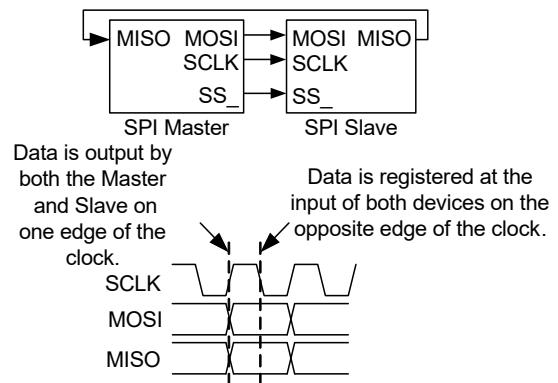 MISO MOSI MOSI MISO
SCLK SCLK
SS_ SS_
SPI Master SPI Slave
Data is output by
both the Master
and Slave on
one edge of the
clock.
Data is registered at the
input of both devices on the
opposite edge of the clock.
SCLK
MOSI
MISO